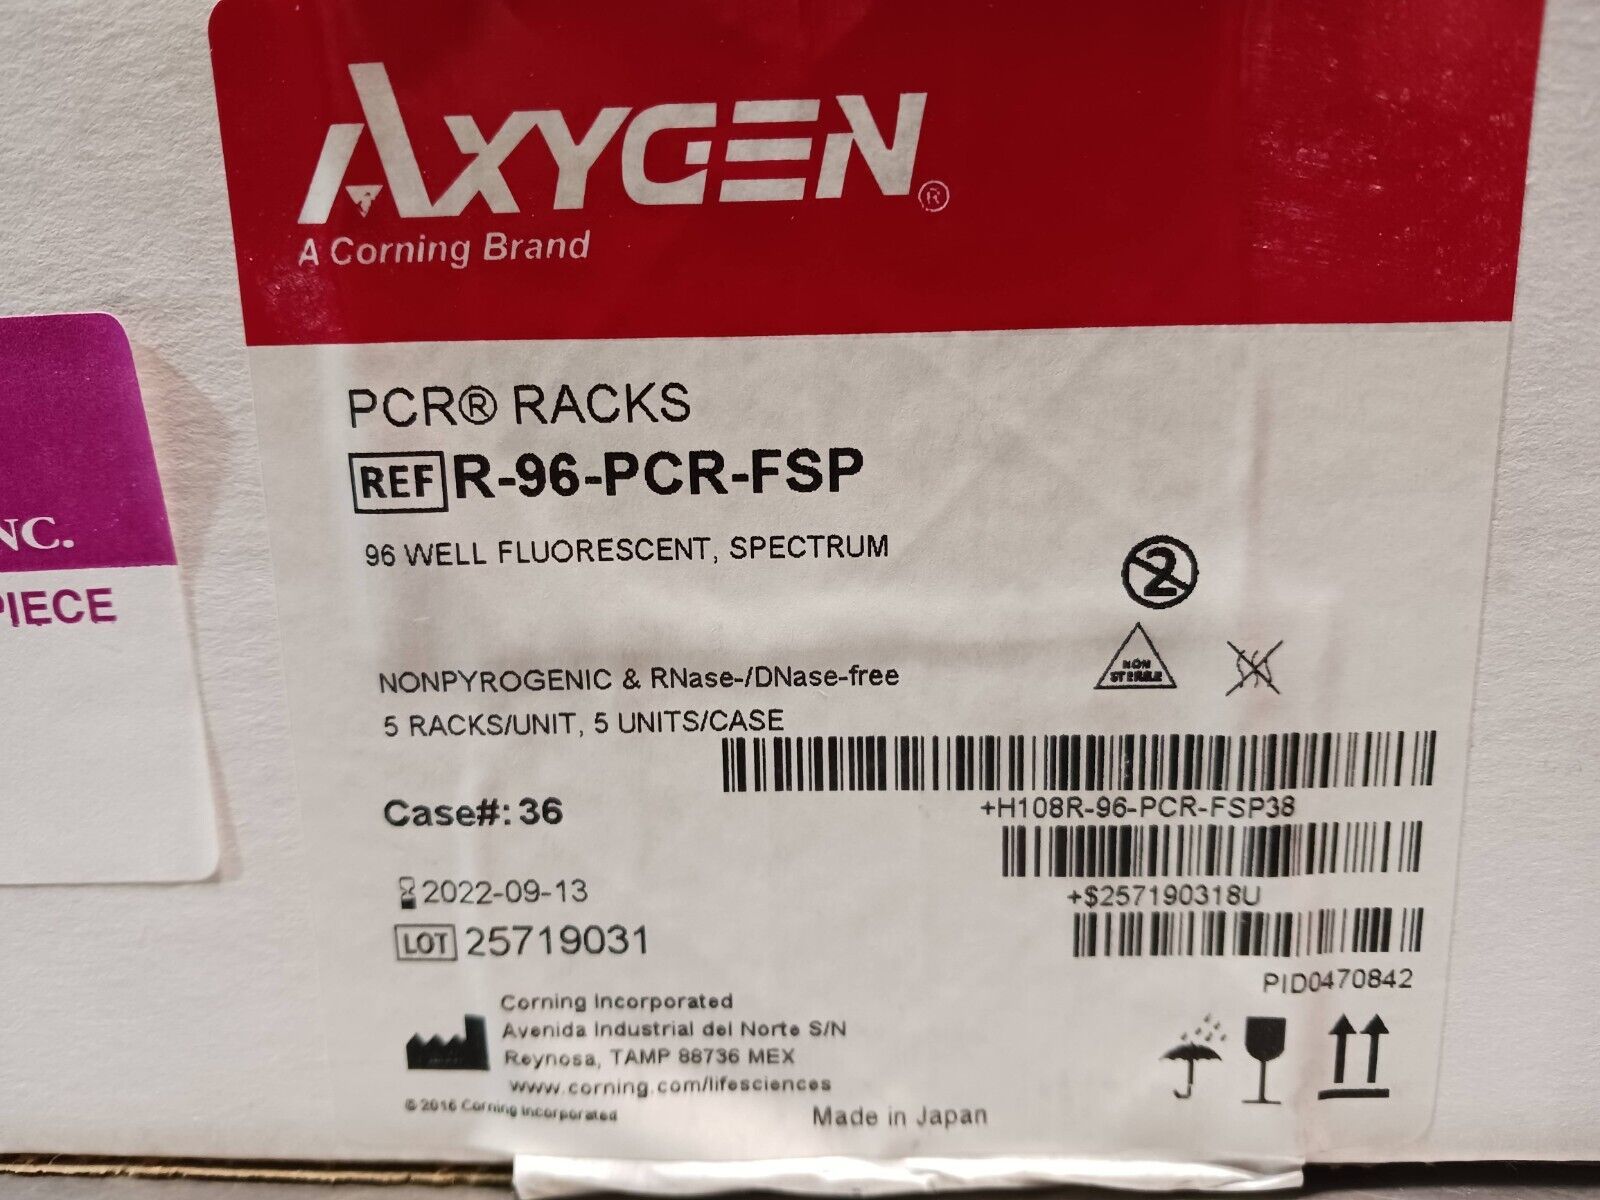 AXYGEN®
A Corning Brand
PCR® RACKS
REF R-96-PCR-FSP
96 WELL FLUORESCENT, SPECTRUM
2
NON
STERILE
NONPYROGENIC & RNase-/DNase-free
5 RACKS/UNIT, 5 UNITS/CASE
+H108R-96-PCR-FSP38
Case#: 36
+$257190318U
2022-09-13
LOT 25719031
PID0470842
Corning Incorporated
Avenida Industrial del Norte S/N
Reynosa, TAMP 88736 MEX
www.corning.com/lifesciences
© 2016 Corning Incorporated
Made in Japan
NC.
PIECE